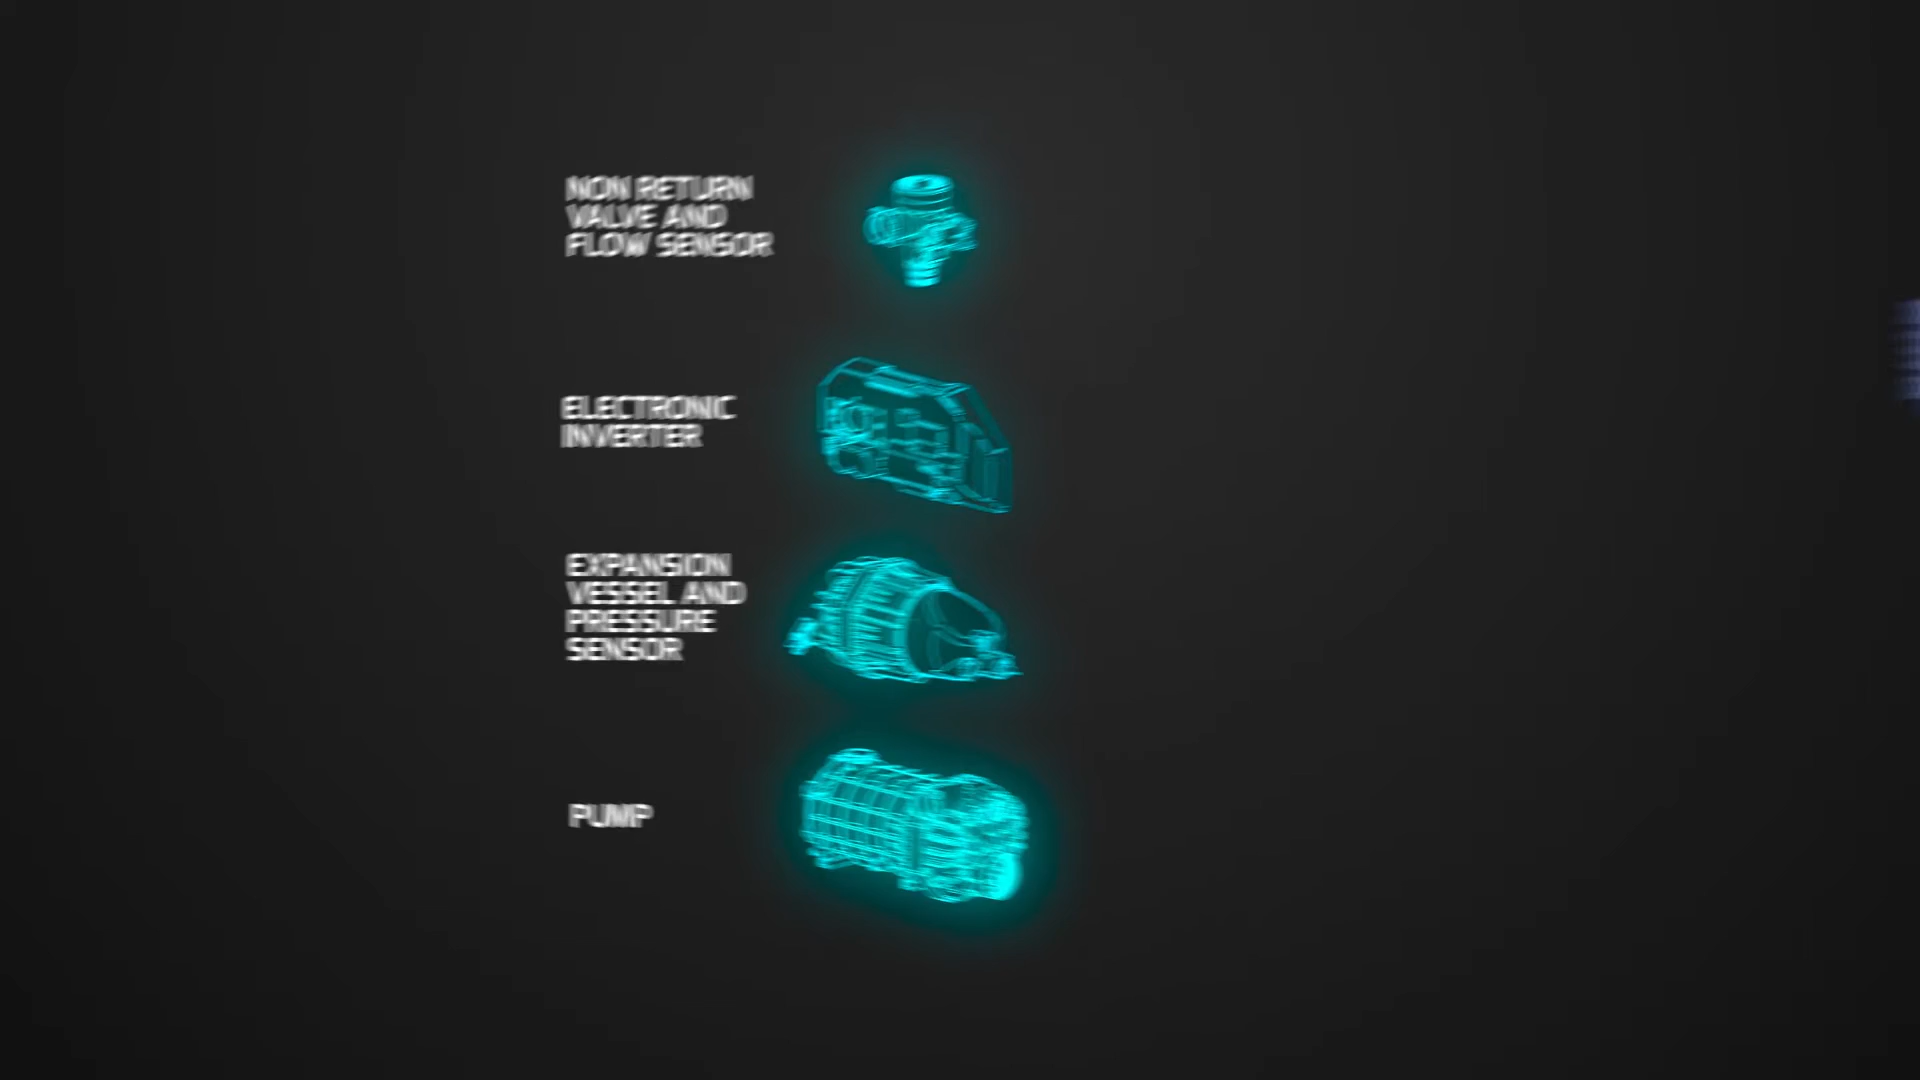 NON RETURN
VALVE AND
FLOW SENSOR
ELECTRONIC
INVERTER
EXPANSION
VESSEL AND
PRESSURE
SENSOR
PUMP